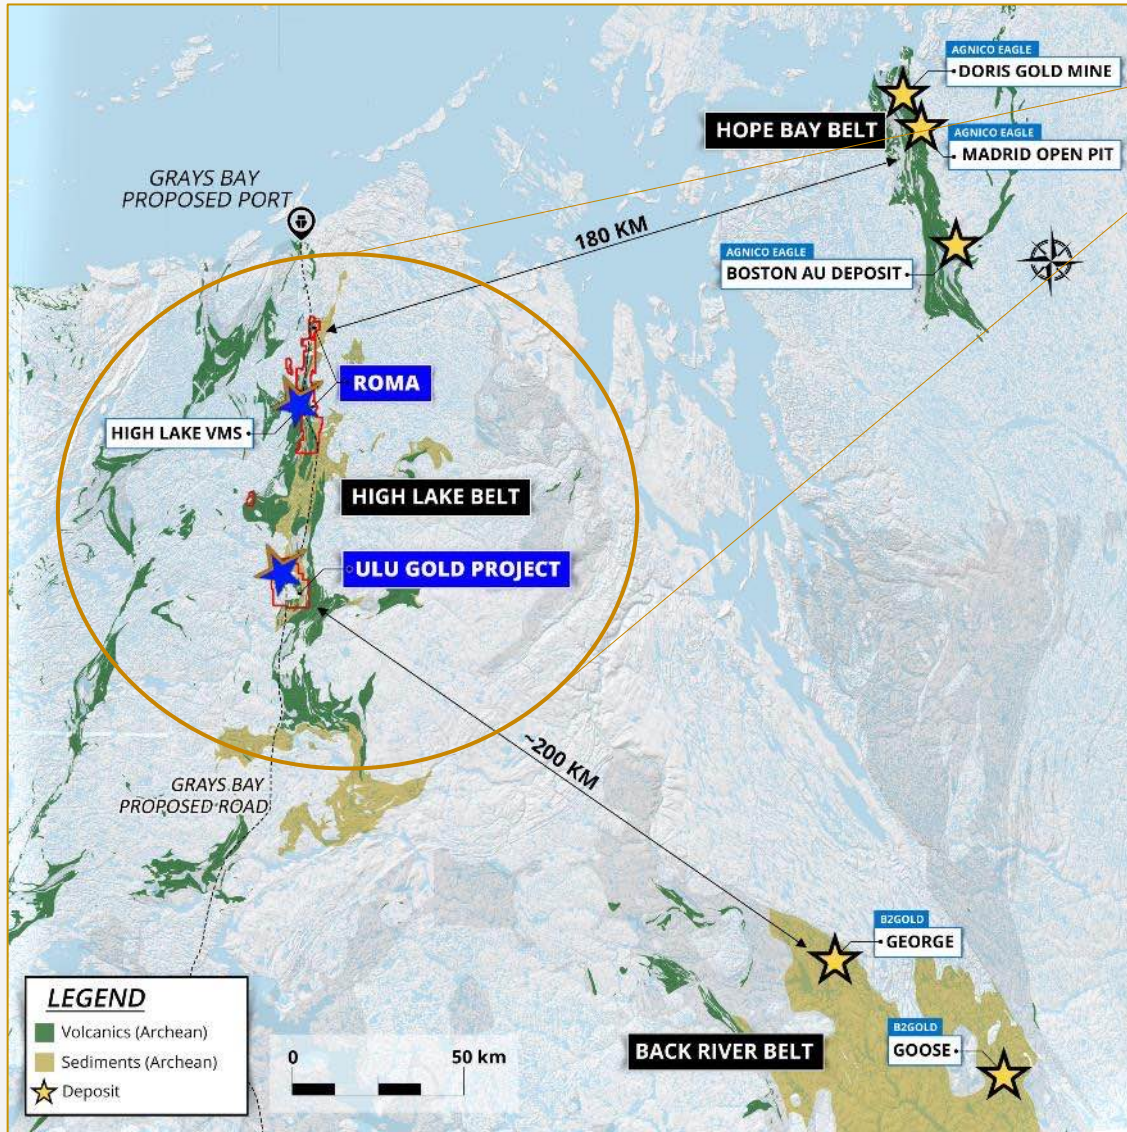 AGNICO EAGLE
DORIS GOLD MINE
HOPE BAY BELT
AGNICO EAGLE
MADRID OPEN PIT
GRAYS BAY
PROPOSED PORT
180 KM
AGNICO EAGLE
BOSTON AU DEPOSIT
ROMA
HIGH LAKE VMS
HIGH LAKE BELT
ULU GOLD PROJECT
~200 KM
GRAYS BAY
PROPOSED ROAD
B2GOLD
GEORGE
B2GOLD
GOOSE
BACK RIVER BELT
LEGEND
Volcanics (Archean)
Sediments (Archean)
Deposit
0 50 km